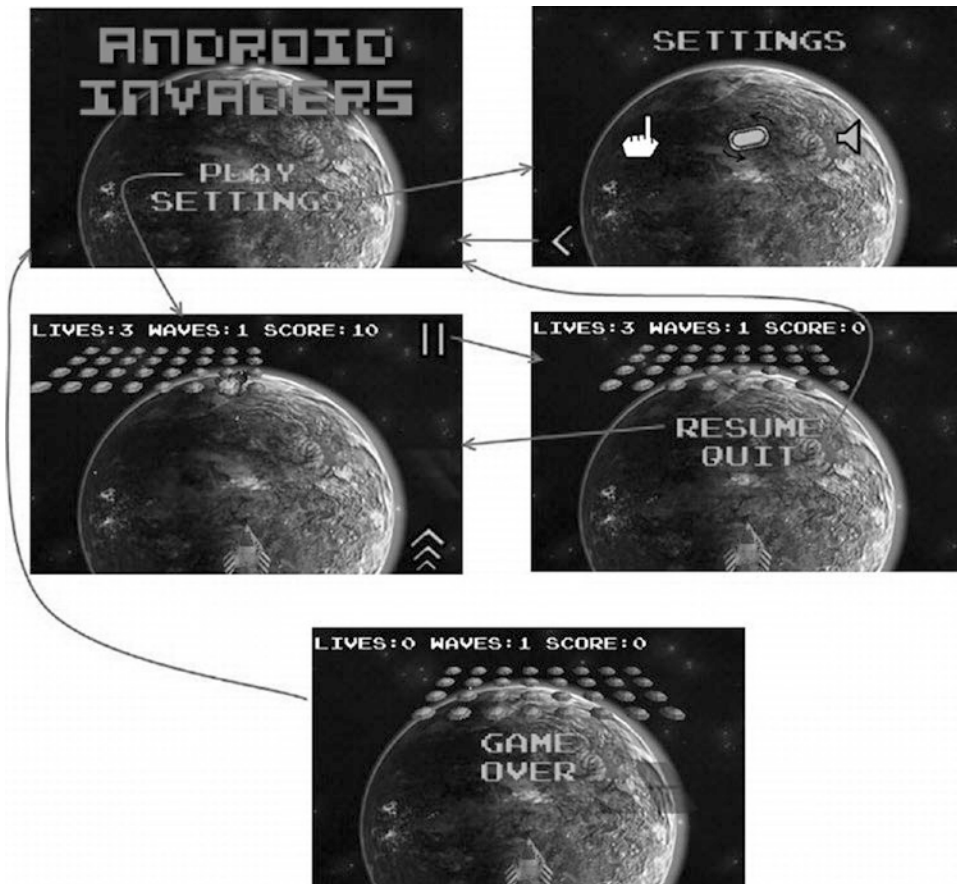 ANDROID
INVADERS
PLAY
SETTINGS
SETTINGS
LIVES:3 WAVES:1 SCORE:10
LIVES:3 WAVES:1 SCORE:0
RESUME
QUIT
LIVES:0 WAVES:1 SCORE:0
GAME
OVER